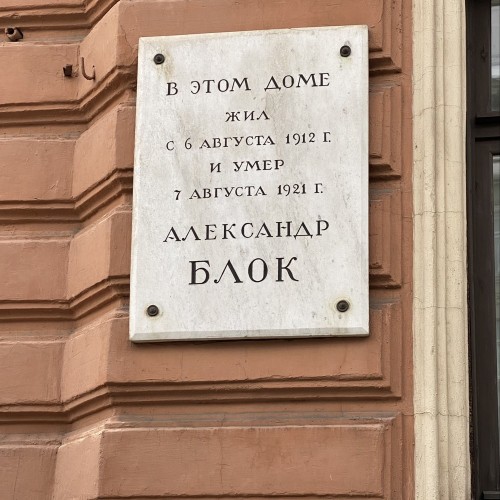 В ЭТОМ ДОМЕ
ЖИЛ
С 6 АВГУСТА 1912 Г.
И УМЕР
7 АВГУСТА 1921 Г.
АЛЕКСАНДР
БЛОК